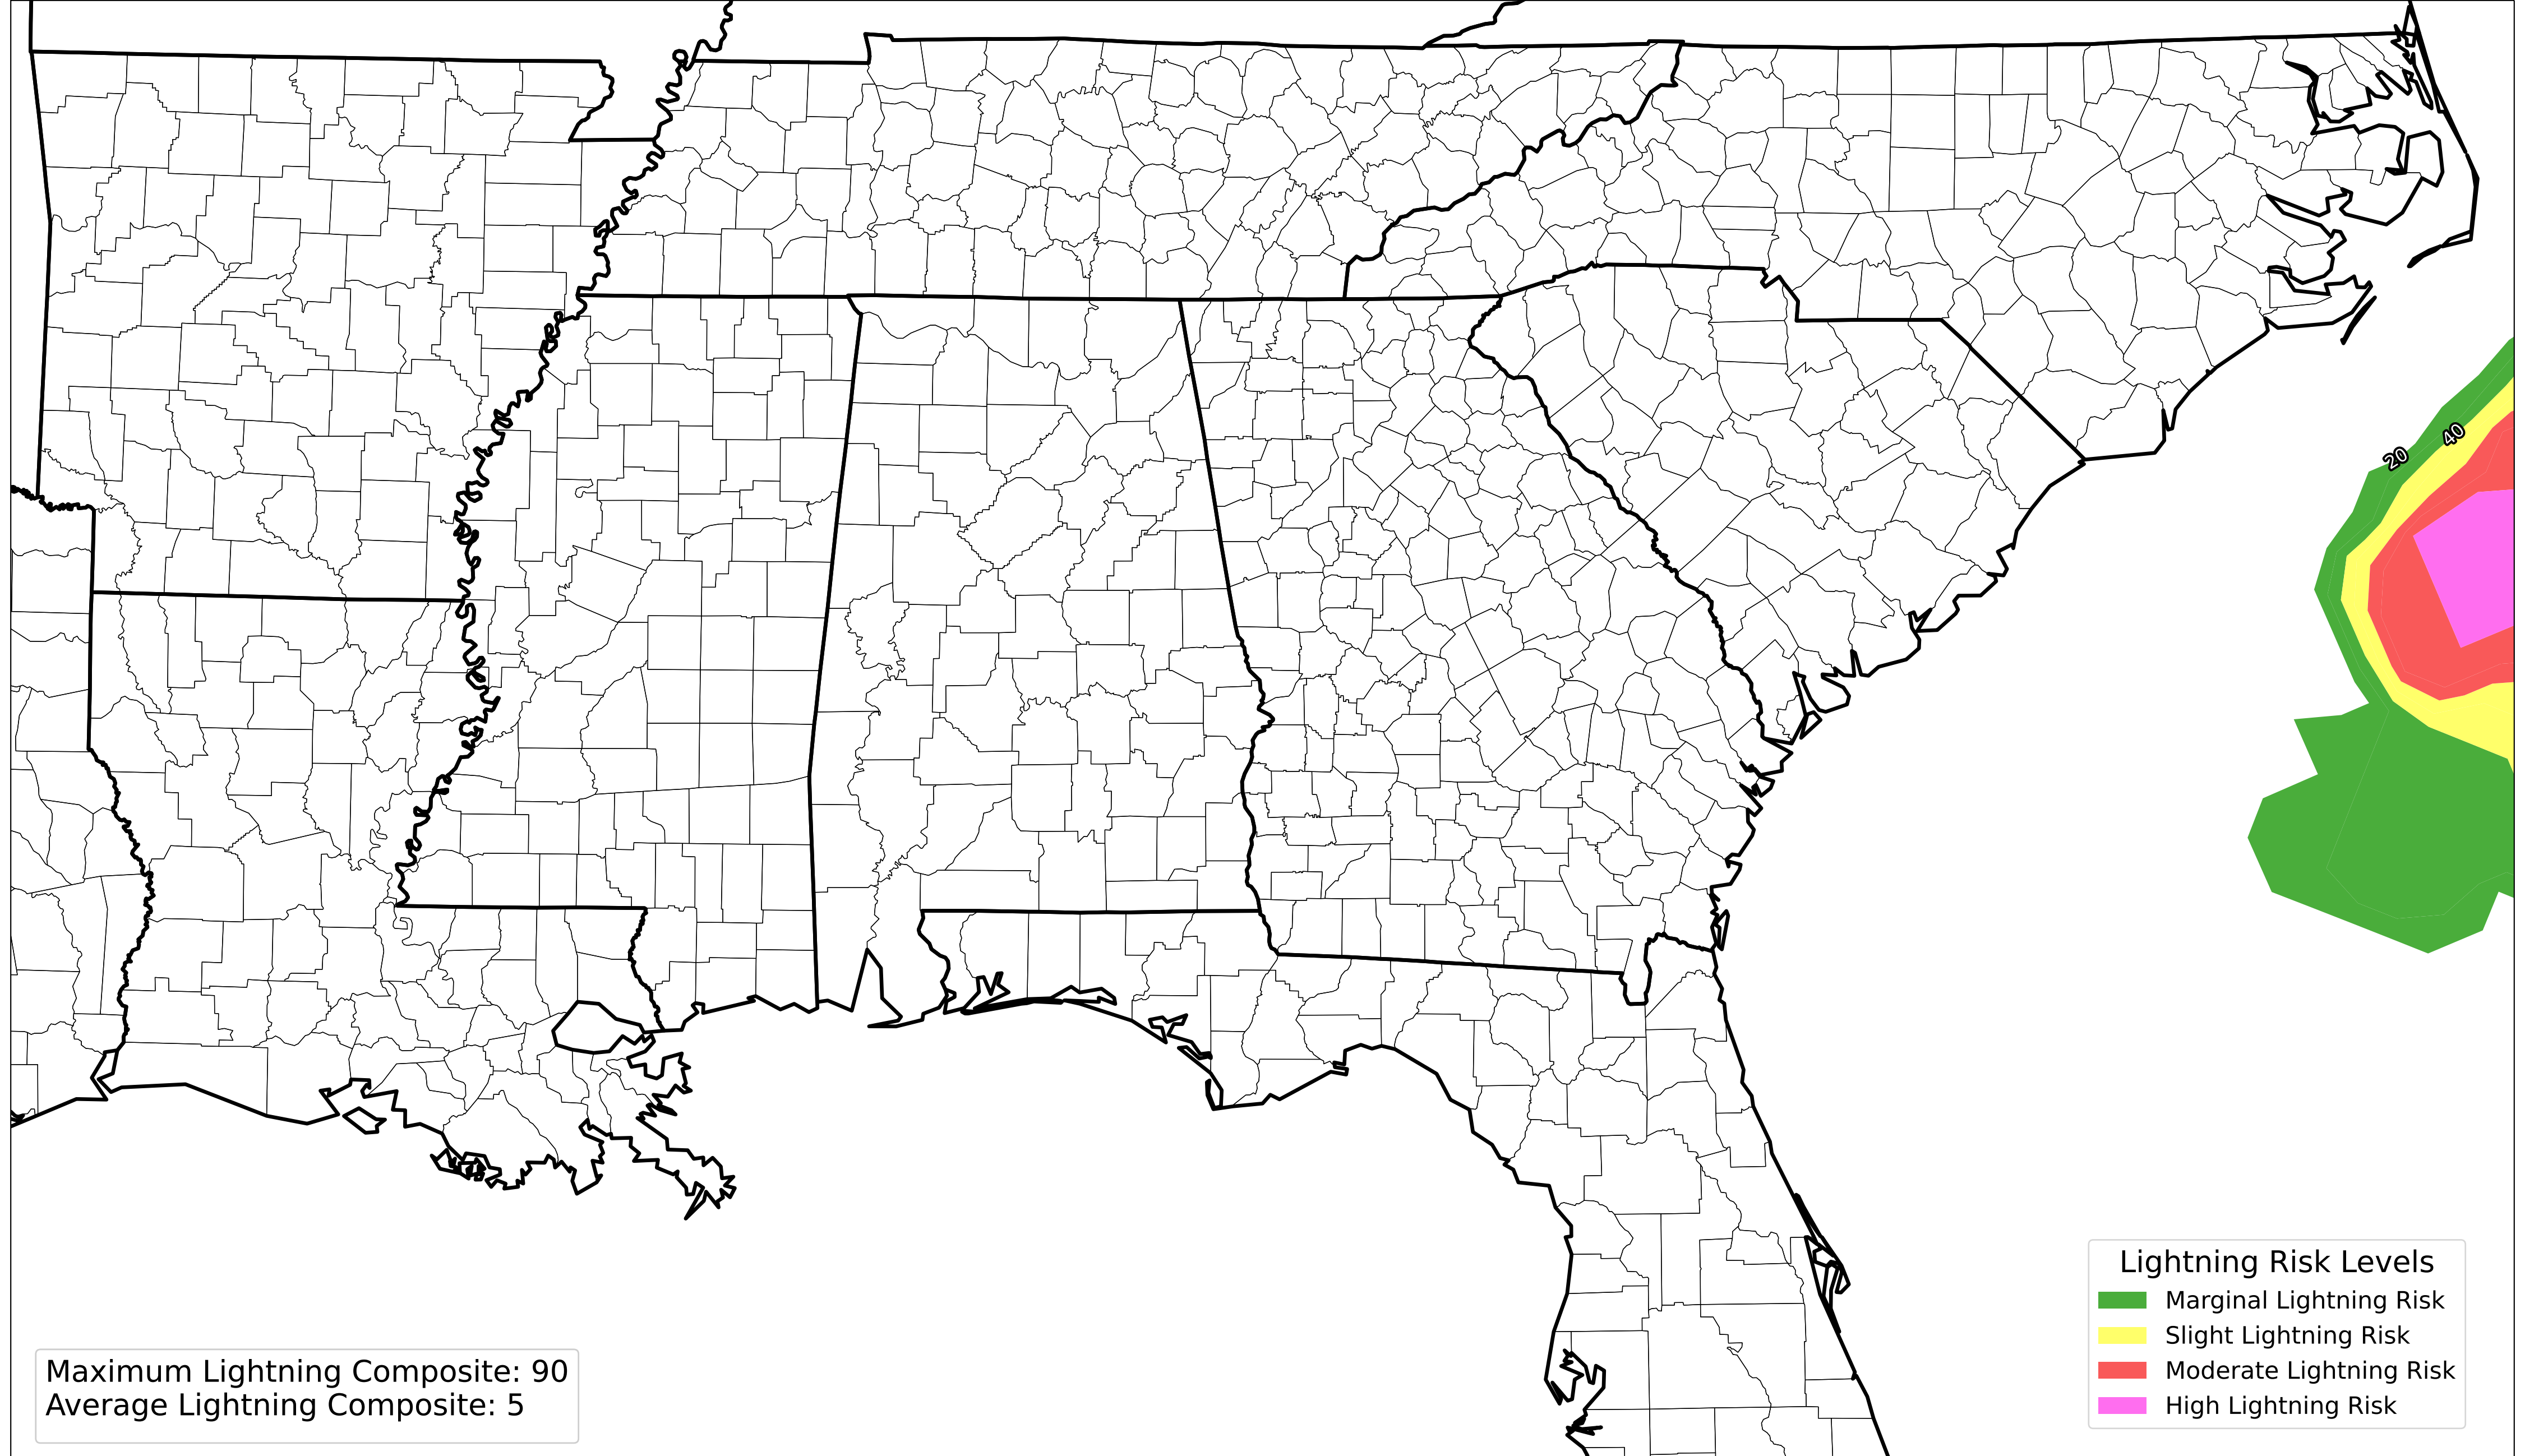 20
40
Lightning Risk Levels
Marginal Lightning Risk
Slight Lightning Risk
Moderate Lightning Risk
High Lightning Risk
Maximum Lightning Composite: 90
Average Lightning Composite: 5